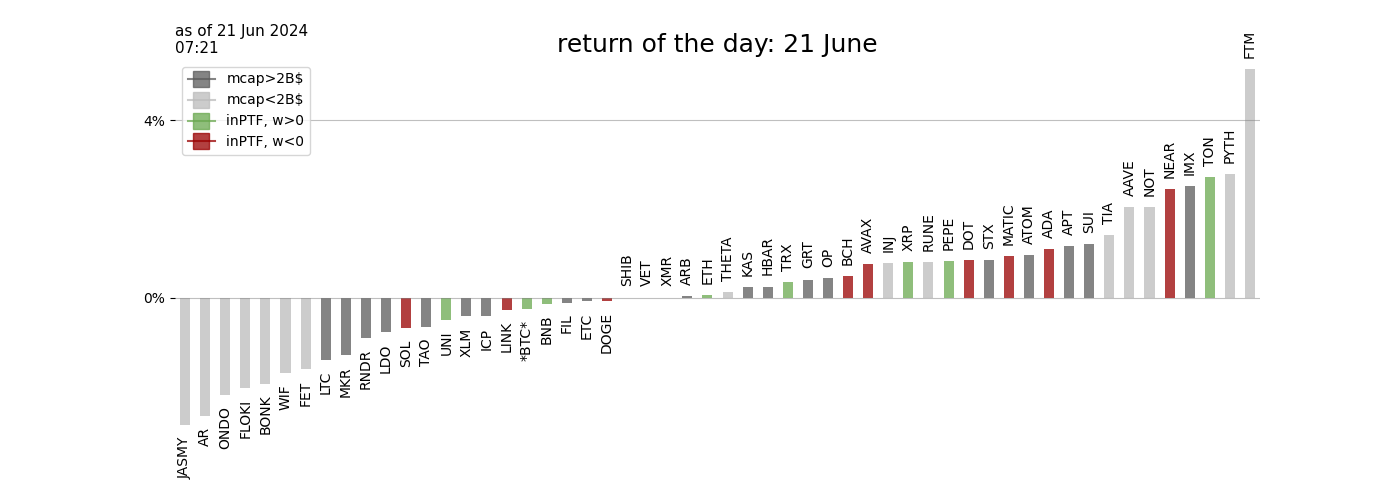 as of 21 Jun 2024
07:21
return of the day: 21 June
mcap>2B$
mcap<2B$
inPTF, w>0
inPTF, w<0
4%
0%
JASMY
AR
ONDO
FLOKI
BONK
WIF
FET
LTC
MKR
RNDR
LDO
SOL
TAO
UNI
XLM
ICP
LINK
*BTC*
BNB
FIL
ETC
DOGE
SHIB
VET
XMR
ARB
ETH
THETA
KAS
HBAR
TRX
GRT
OP
BCH
AVAX
INJ
XRP
RUNE
PEPE
DOT
STX
MATIC
ATOM
ADA
APT
SUI
TIA
AAVE
NOT
NEAR
IMX
TON
PYTH
FTM